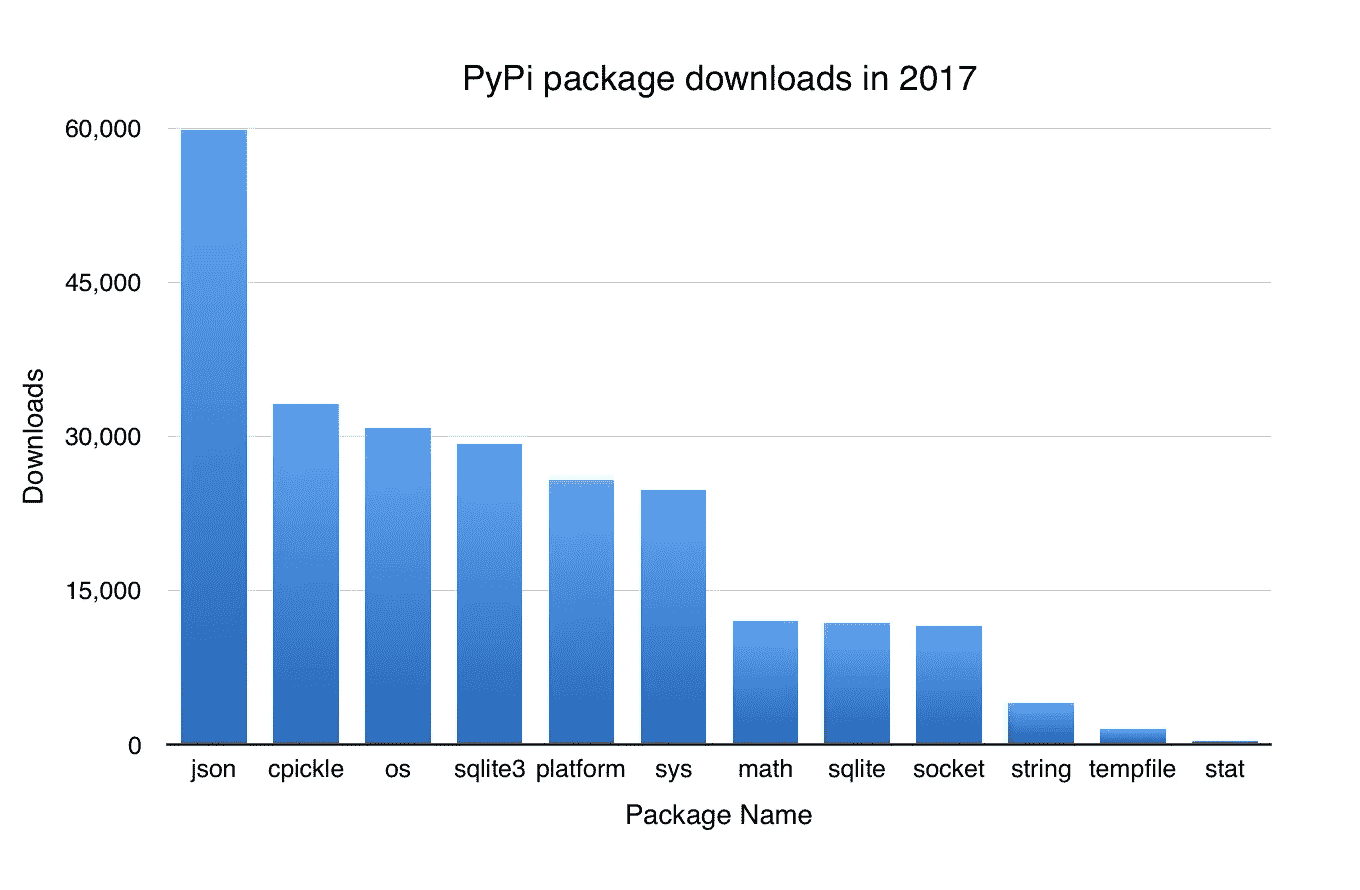 PyPi package downloads in 2017
60,000
45,000
30,000
15,000
0
Downloads
json cpickle os sqlite3 platform sys math sqlite socket string tempfile stat
Package Name